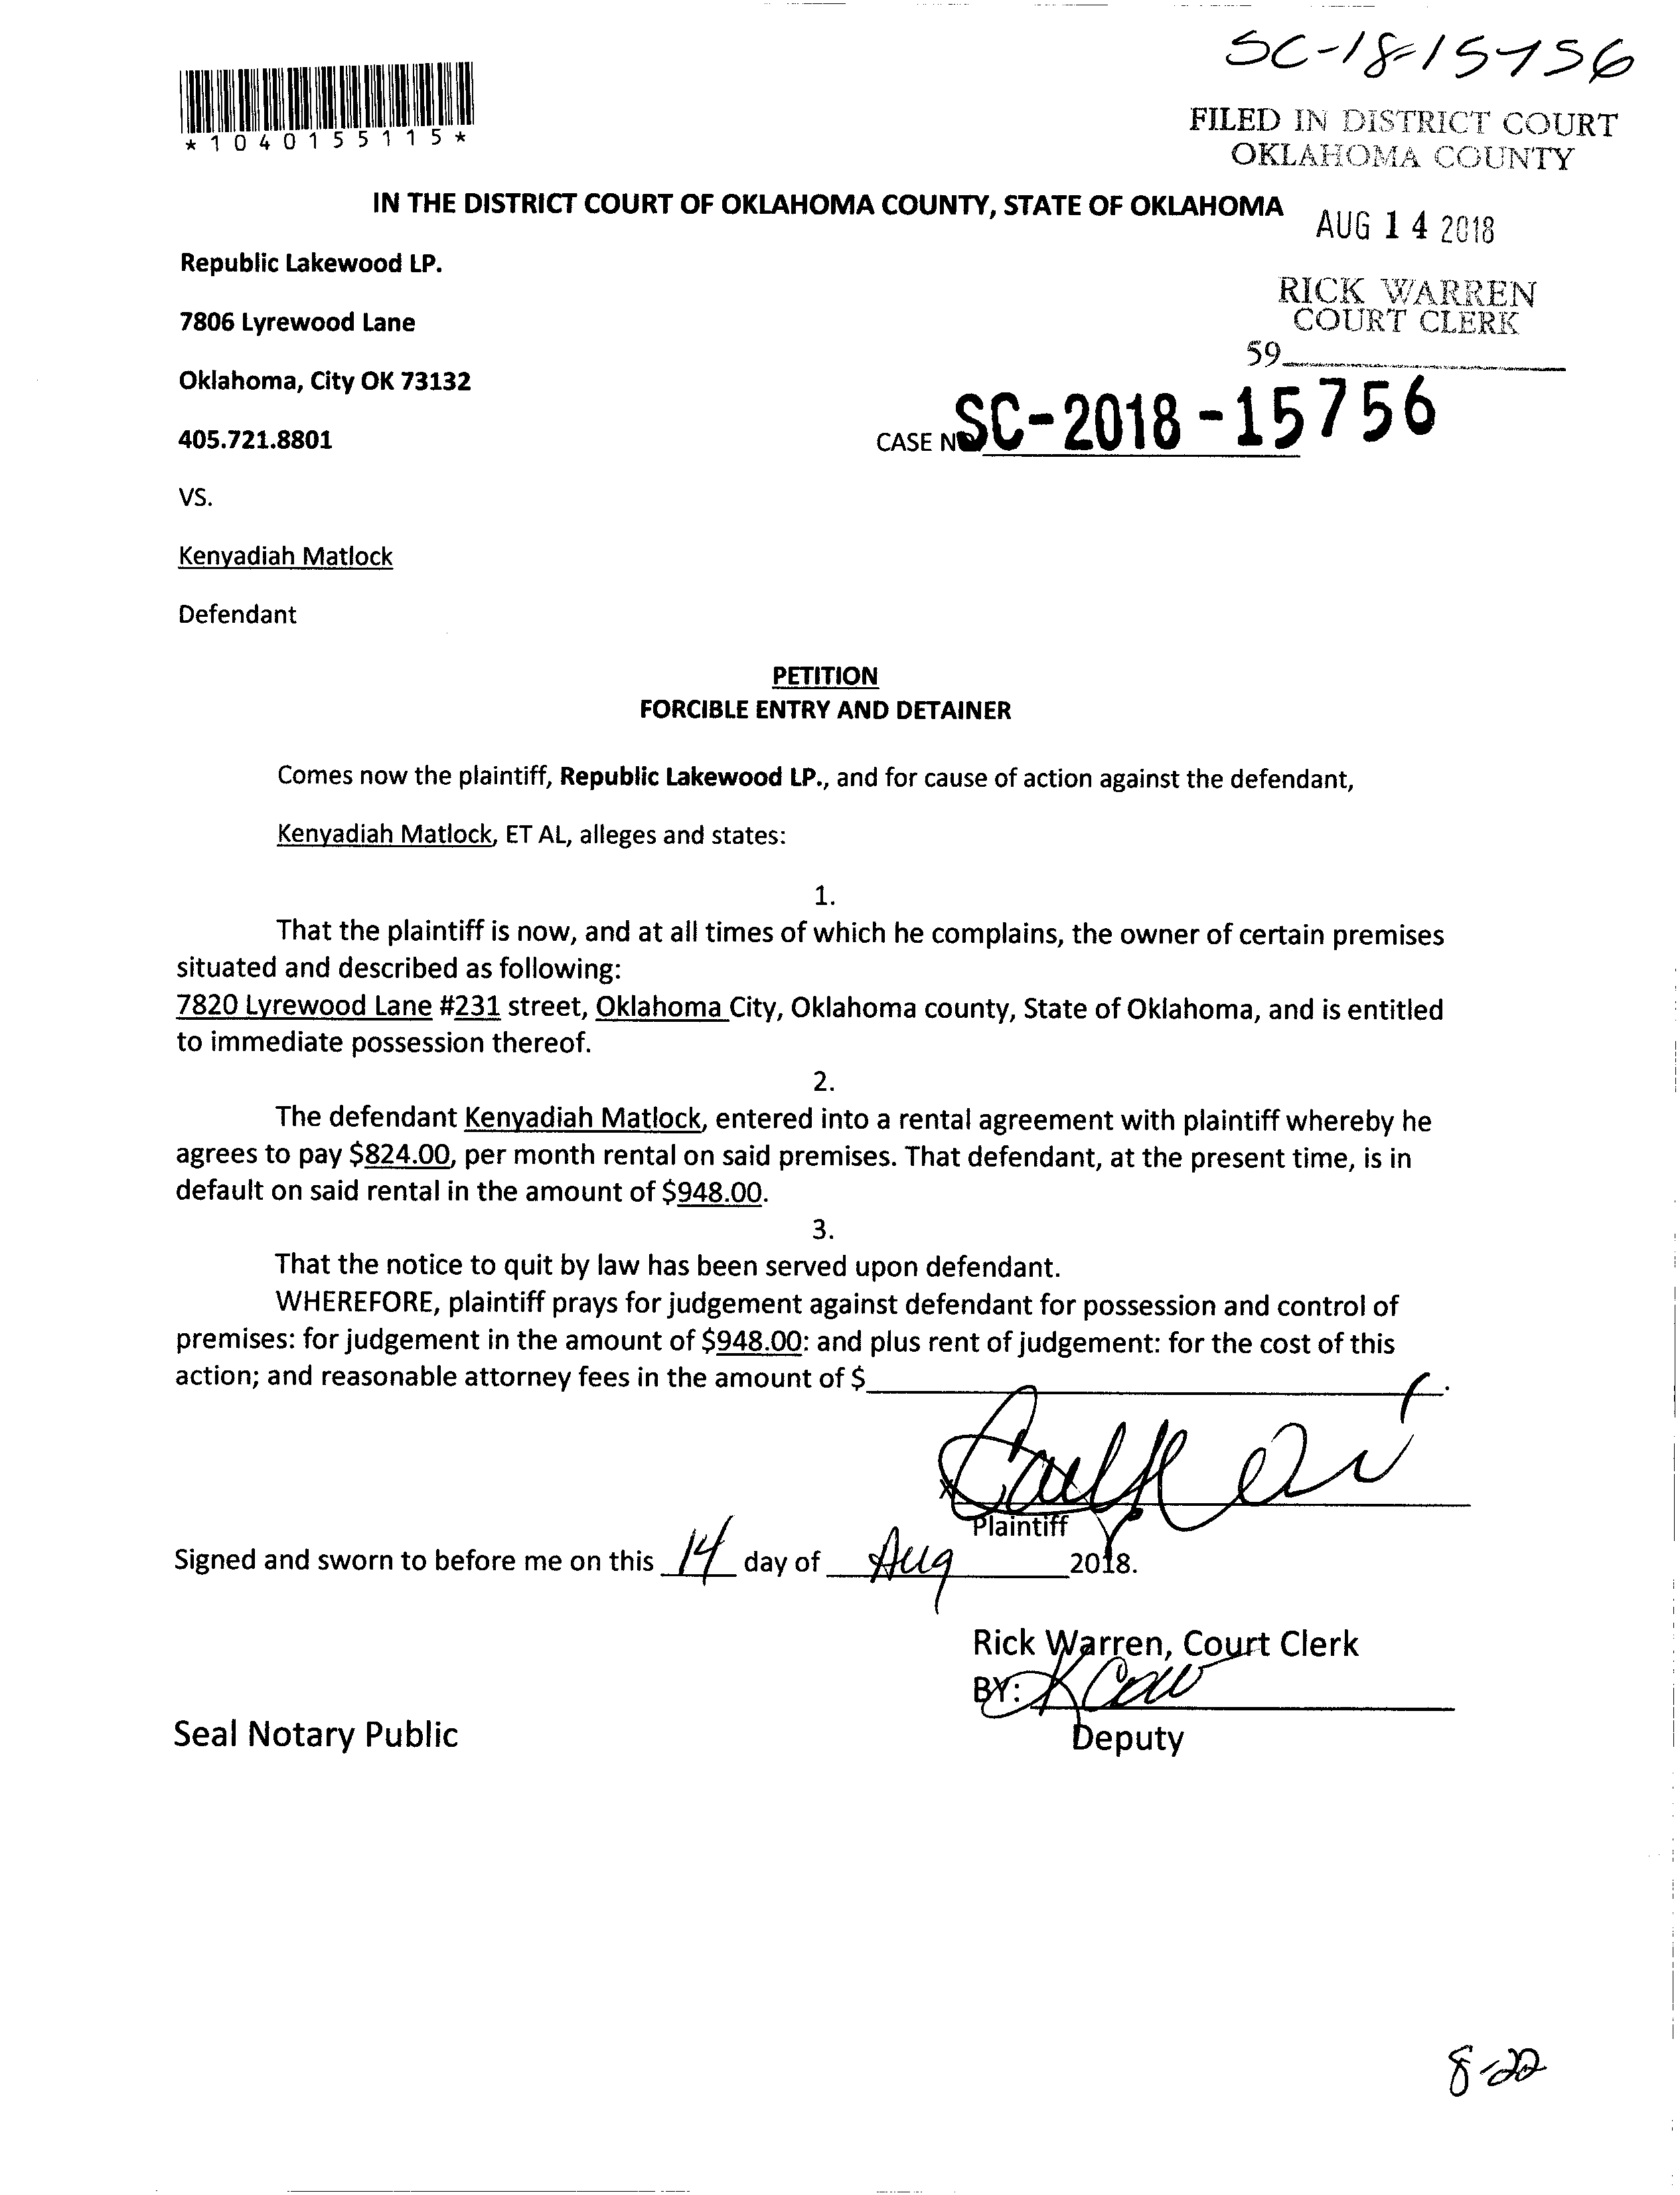 SC-18-15756
*1040155115*
FILED IN DISTRICT COURT
OKLAHOMA COUNTY
IN THE DISTRICT COURT OF OKLAHOMA COUNTY, STATE OF OKLAHOMA
AUG 14 2018
Republic Lakewood LP.
RICK WARREN
COURT CLERK
7806 Lyrewood Lane
59
Oklahoma, City OK 73132
405.721.8801
CASE NO SC-2018-15756
VS.
Kenyadiah Matlock
Defendant
PETITION
FORCIBLE ENTRY AND DETAINER
Comes now the plaintiff, Republic Lakewood LP., and for cause of action against the defendant,
Kenyadiah Matlock, ET AL, alleges and states:
1.
That the plaintiff is now, and at all times of which he complains, the owner of certain premises
situated and described as following:
7820 Lyrewood Lane #231 street, Oklahoma City, Oklahoma county, State of Oklahoma, and is entitled
to immediate possession thereof.
2.
The defendant Kenyadiah Matlock, entered into a rental agreement with plaintiff whereby he
agrees to pay $824.00, per month rental on said premises. That defendant, at the present time, is in
default on said rental in the amount of $948.00.
3.
That the notice to quit by law has been served upon defendant.
WHEREFORE, plaintiff prays for judgement against defendant for possession and control of
premises: for judgement in the amount of $948.00: and plus rent of judgement: for the cost of this
action; and reasonable attorney fees in the amount of $.
X
Plaintiff
Signed and sworn to before me on this 14 day of Aug 2018.
Rick Warren, Court Clerk
BY:
Seal Notary Public
Deputy
8-22